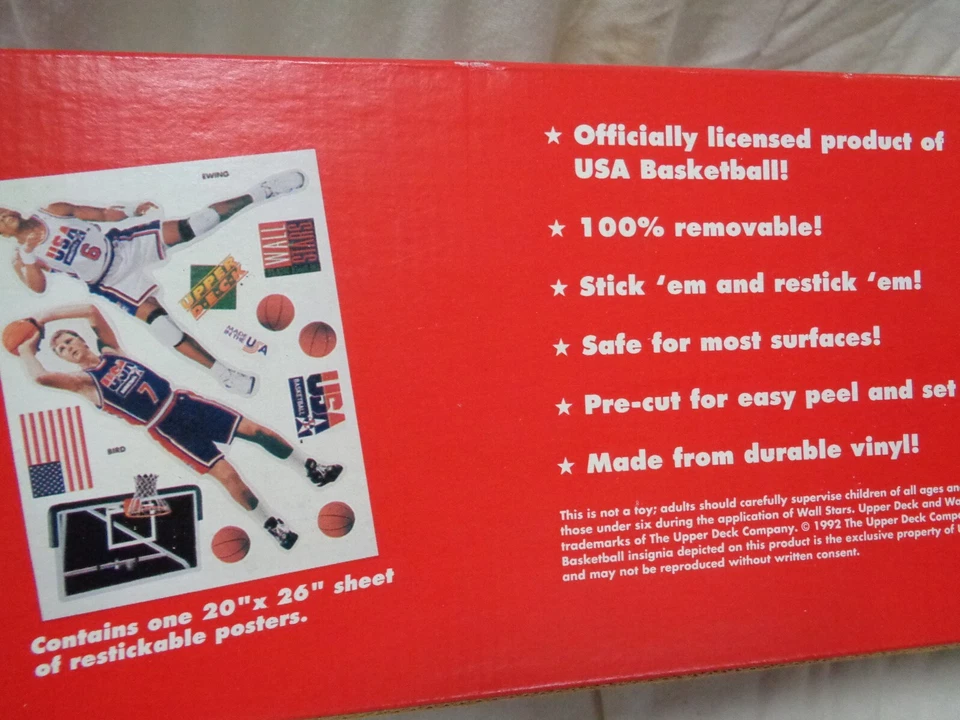 EWING
USA
6
WALL
STARS
UPPER
DECK
MADE
IN THE USA
USA
7
USA
BASKETBALL
BIRD
Contains one 20"x 26" sheet
of restickable posters.
★ Officially licensed product of
USA Basketball!
★ 100% removable!
★ Stick ‘em and restick ‘em!
★ Safe for most surfaces!
★ Pre-cut for easy peel and set
★ Made from durable vinyl!
This is not a toy; adults should carefully supervise children of all ages and
those under six during the application of Wall Stars. Upper Deck and
trademarks of The Upper Deck Company. © 1992 The Upper Deck
Basketball insignia depicted on this product is the exclusive property of
and may not be reproduced without written consent.